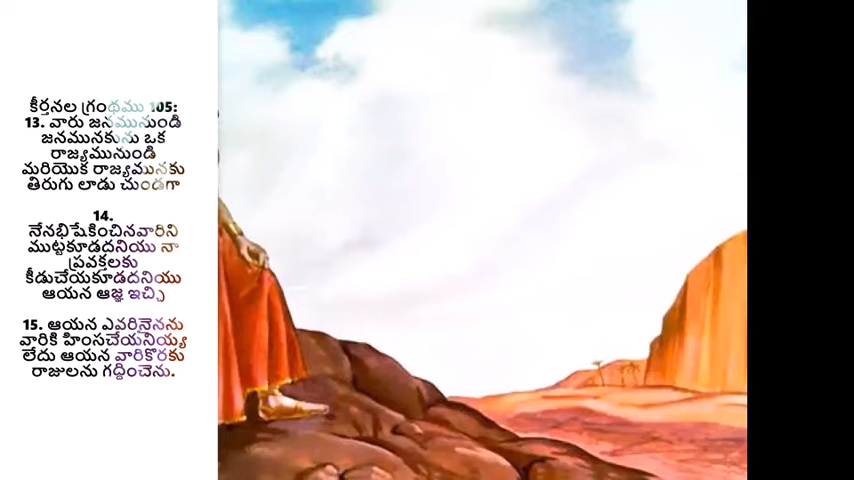 కీర్తనల గ్రంథము 105:
13. వారు జనమునుండి
జనమునకును ఒక
రాజ్యమునుండి
మరియొక రాజ్యమునకు
తిరుగు లాడు చుండగా
14.
నేనభిషేకించినవారిని
ముట్టకూడదనియు నా
ప్రవక్తలకు
కీడుచేయకూడదనియు
ఆయన ఆజ్ఞ ఇచ్చి
15. ఆయన ఎవరినైనను
వారికి హింసచేయనియ్య
లేదు ఆయన వారికొరకు
రాజులను గద్దించెను.